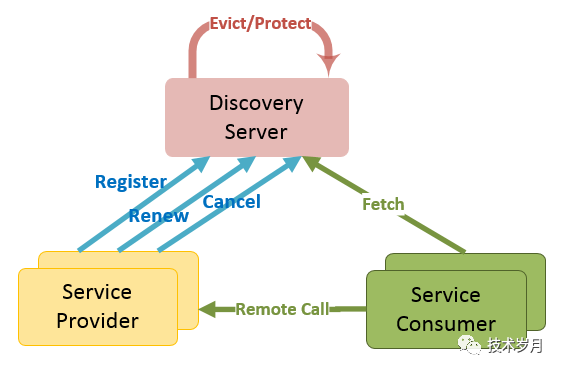 Evict/Protect
Discovery
Server
Register
Renew
Cancel
Fetch
Service
Provider
Remote Call
Service
Consumer
技术岁月